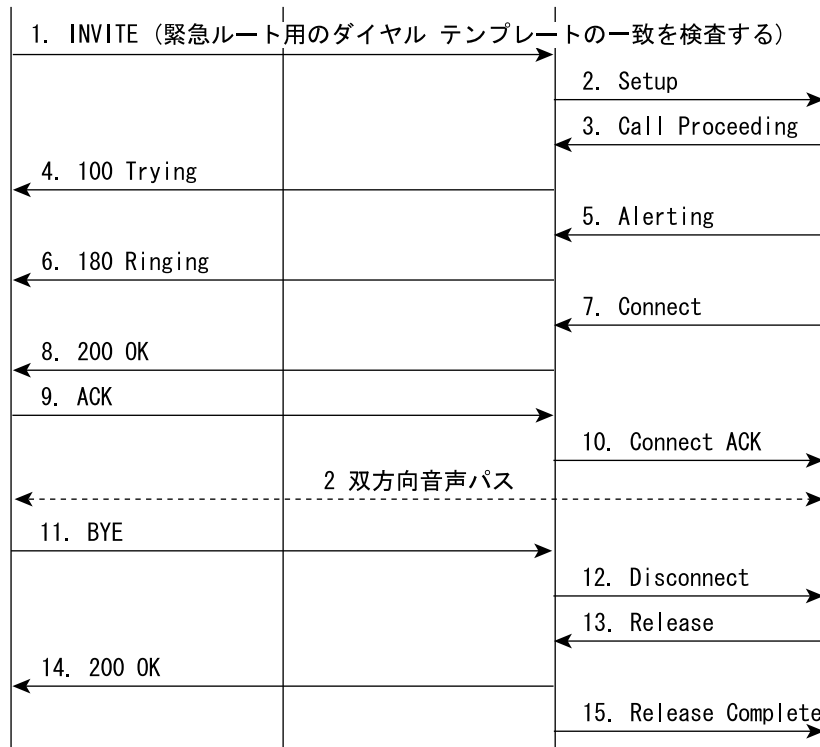 1. INVITE (緊急ルート用のダイヤル テンプレートの一致を検査する)
2. Setup
3. Call Proceeding
4. 100 Trying
5. Alerting
6. 180 Ringing
7. Connect
8. 200 OK
9. ACK
10. Connect ACK
2 双方向音声パス
11. BYE
12. Disconnect
13. Release
14. 200 OK
15. Release Complete